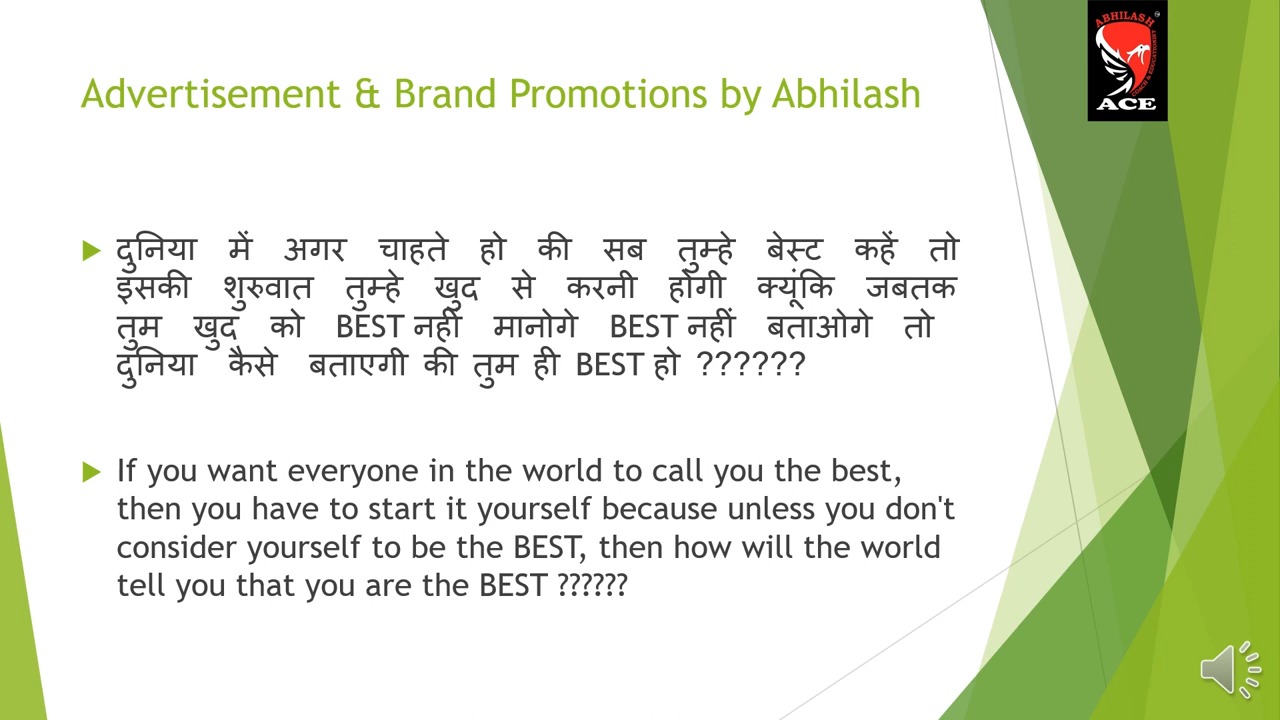 ABHILASH
COACH & EDUCATIONIST
ACE
Advertisement & Brand Promotions by Abhilash
दुनिया में अगर चाहते हो की सब तुम्हे बेस्ट कहें तो
इसकी शुरुवात तुम्हे खुद से करनी होगी क्यूंकि जबतक
तुम खुद को BEST नहीं मानोगे BEST नहीं बताओगे तो
दुनिया कैसे बताएगी की तुम ही BEST हो ??????
If you want everyone in the world to call you the best,
then you have to start it yourself because unless you don't
consider yourself to be the BEST, then how will the world
tell you that you are the BEST ??????